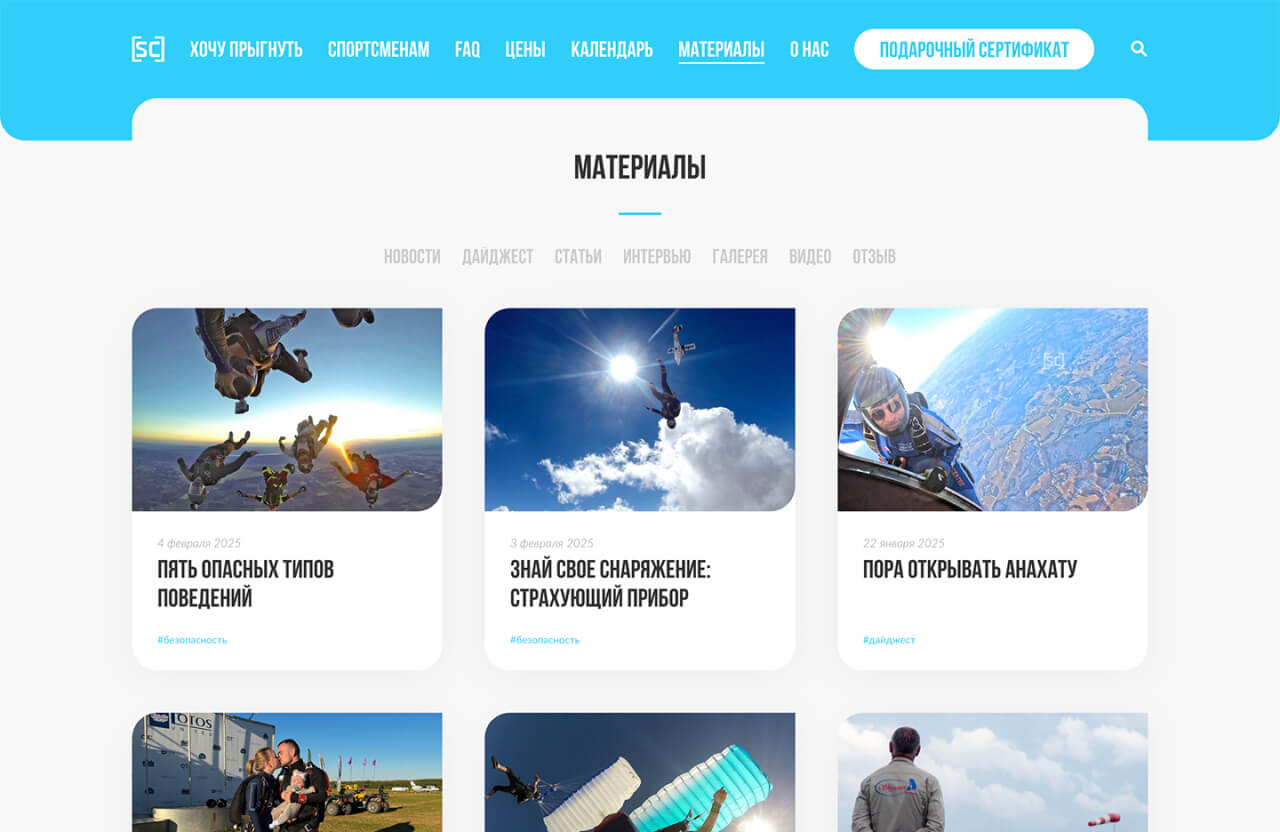 [SC] ХОЧУ ПРЫГНУТЬ СПОРТСМЕНАМ FAQ ЦЕНЫ КАЛЕНДАРЬ МАТЕРИАЛЫ О НАС ПОДАРОЧНЫЙ СЕРТИФИКАТ
МАТЕРИАЛЫ
НОВОСТИ ДАЙДЖЕСТ СТАТЬИ ИНТЕРВЬЮ ГАЛЕРЕЯ ВИДЕО ОТЗЫВ
[SC]
4 февраля 2025
ПЯТЬ ОПАСНЫХ ТИПОВ
ПОВЕДЕНИЙ
#безопасность
3 февраля 2025
ЗНАЙ СВОЕ СНАРЯЖЕНИЕ:
СТРАХУЮЩИЙ ПРИБОР
#безопасность
22 января 2025
ПОРА ОТКРЫВАТЬ АНАХАТУ
#дайджест